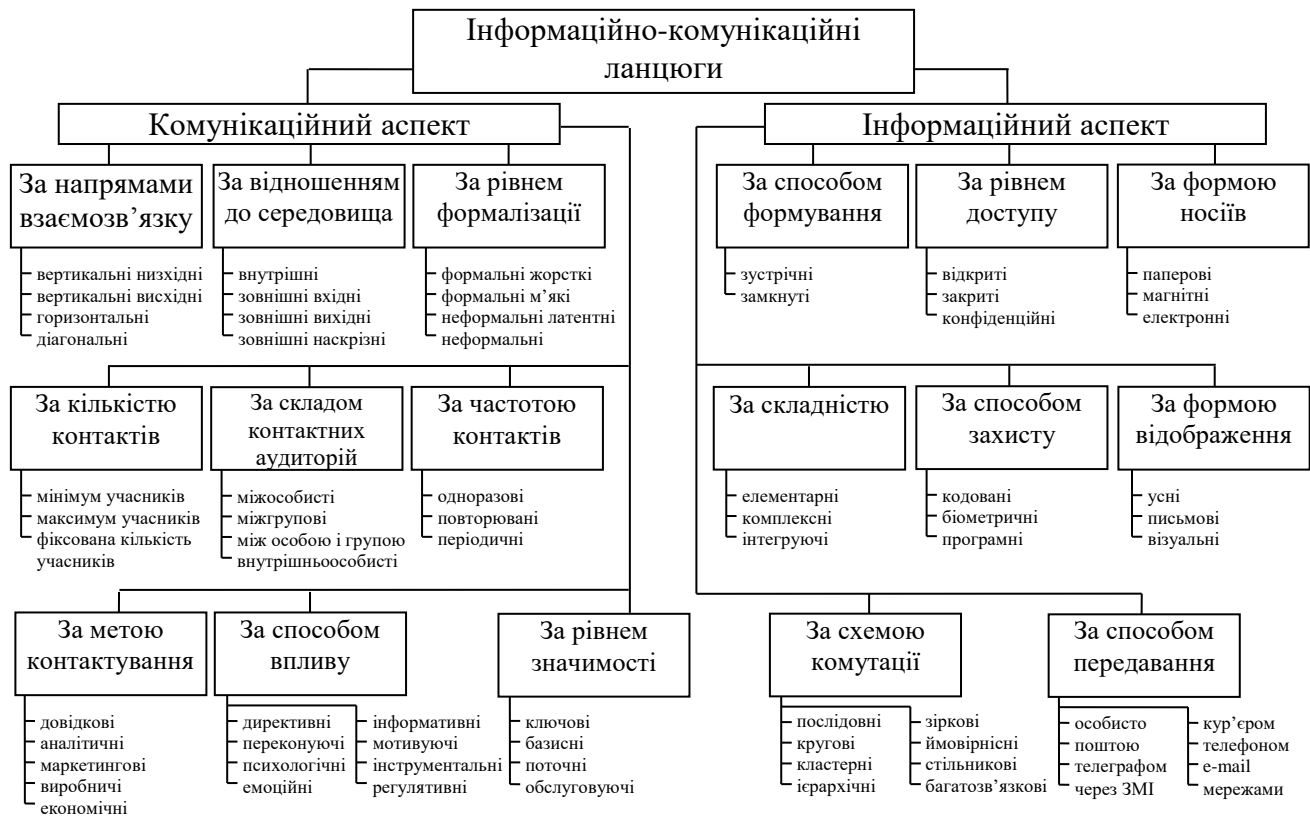 Інформаційно-комунікаційні
ланцюги
Комунікаційний аспект
Інформаційний аспект
За напрямами
взаємозв’язку
вертикальні низхідні
вертикальні висхідні
горизонтальні
діагональні
За відношенням
до середовища
внутрішні
зовнішні вхідні
зовнішні вихідні
зовнішні наскрізні
За рівнем
формалізації
формальні жорсткі
формальні м’які
неформальні латентні
неформальні
За способом
формування
зустрічні
замкнуті
За рівнем
доступу
відкриті
закриті
конфіденційні
За формою
носіїв
паперові
магнітні
електронні
За кількістю
контактів
мінімум учасників
максимум учасників
фіксована кількість
учасників
За складом
контактних
аудиторій
міжособисті
міжгрупові
між особою і групою
внутрішньоособисті
За частотою
контактів
одноразові
повторювані
періодичні
За складністю
елементарні
комплексні
інтегруючі
За способом
захисту
кодовані
біометричні
програмні
За формою
відображення
усні
письмові
візуальні
За метою
контактування
довідкові
аналітичні
маркетингові
виробничі
економічні
За способом
впливу
директивні
переконуючі
психологічні
емоційні
інформативні
мотивуючі
інструментальні
регулятивні
За рівнем
значимості
ключові
базисні
поточні
обслуговуючі
За схемою
комутації
послідовні
кругові
кластерні
ієрархічні
зіркові
ймовірнісні
стільникові
багатозв’язкові
За способом
передавання
особисто
поштою
телеграфом
через ЗМІ
кур’єром
телефоном
e-mail
мережами